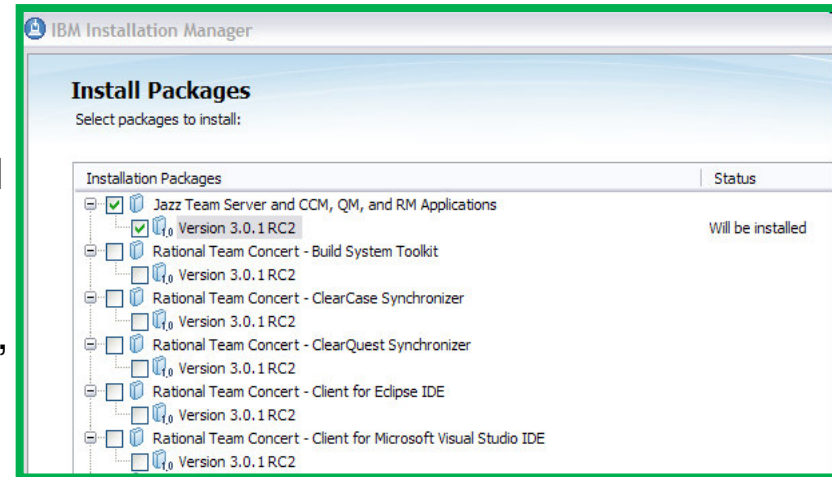 IBM Installation Manager
Install Packages
Select packages to install:
Installation Packages Status
Jazz Team Server and CCM, QM, and RM Applications
Version 3.0.1 RC2 Will be installed
Rational Team Concert - Build System Toolkit
Version 3.0.1 RC2
Rational Team Concert - ClearCase Synchronizer
Version 3.0.1 RC2
Rational Team Concert - ClearQuest Synchronizer
Version 3.0.1 RC2
Rational Team Concert - Client for Eclipse IDE
Version 3.0.1 RC2
Rational Team Concert - Client for Microsoft Visual Studio IDE
Version 3.0.1 RC2